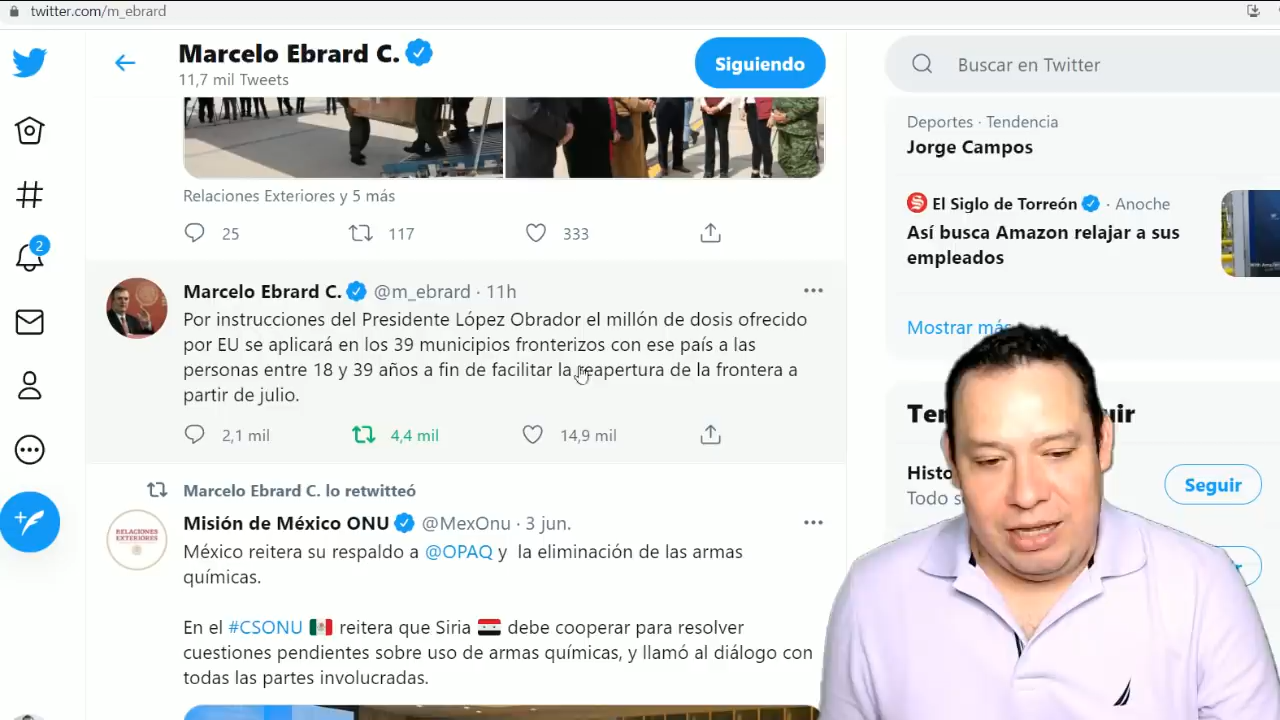 twitter.com/m_ebrard
Marcelo Ebrard C.
11,7 mil Tweets
Siguiendo
Buscar en Twitter
Relaciones Exteriores y 5 más
25 117 333
Marcelo Ebrard C. @m_ebrard · 11h
Por instrucciones del Presidente López Obrador el millón de dosis ofrecido
por EU se aplicará en los 39 municipios fronterizos con ese país a las
personas entre 18 y 39 años a fin de facilitar la reapertura de la frontera a
partir de julio.
2,1 mil 4,4 mil 14,9 mil
Marcelo Ebrard C. lo retwitteó
RELACIONES
EXTERIORES
Misión de México ONU @MexOnu · 3 jun.
México reitera su respaldo a @OPAQ y la eliminación de las armas
químicas.
En el #CSONU reitera que Siria debe cooperar para resolver
cuestiones pendientes sobre uso de armas químicas, y llamó al diálogo con
todas las partes involucradas.
2
Deportes · Tendencia
Jorge Campos
El Siglo de Torreón · Anoche
Así busca Amazon relajar a sus
empleados
Mostrar más
Seguir